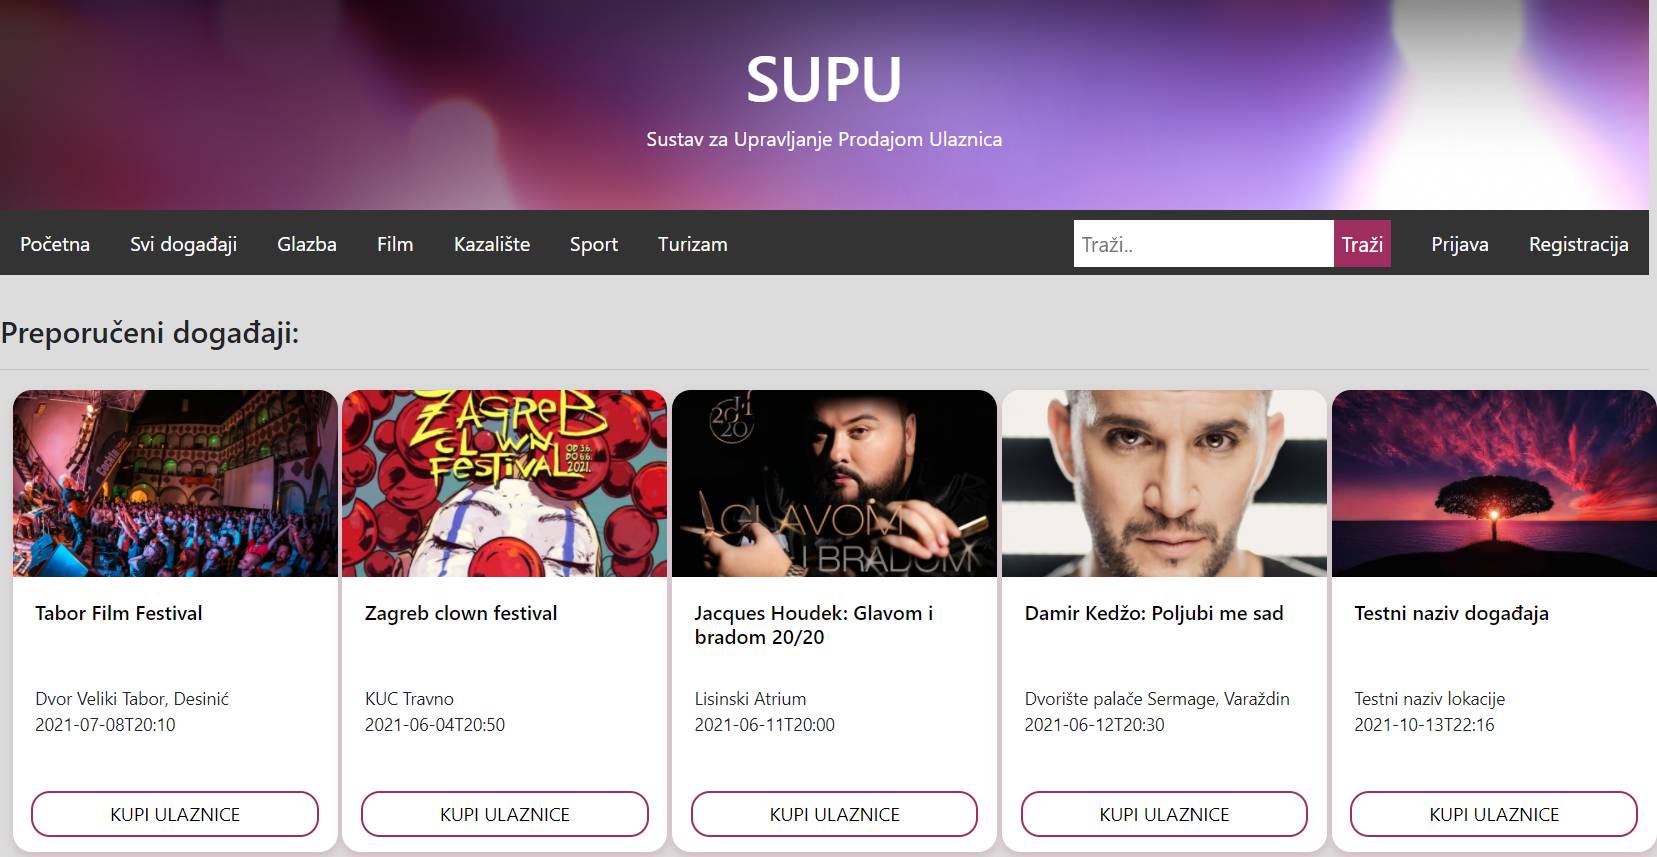 SUPU
Sustav za Upravljanje Prodajom Ulaznica
Početna Svi događaji Glazba Film Kazalište Sport Turizam Traži.. Traži Prijava Registracija
Preporučeni događaji:
ZAGREB
CLOWN
FESTIVAL
OD 3.6.
DO 6.6.
2021.
20
20
GLAVOM
I BRADOM
Tabor Film Festival
Dvor Veliki Tabor, Desinić
2021-07-08T20:10
KUPI ULAZNICE
Zagreb clown festival
KUC Travno
2021-06-04T20:50
KUPI ULAZNICE
Jacques Houdek: Glavom i
bradom 20/20
Lisinski Atrium
2021-06-11T20:00
KUPI ULAZNICE
Damir Kedžo: Poljubi me sad
Dvorište palače Sermage, Varaždin
2021-06-12T20:30
KUPI ULAZNICE
Testni naziv događaja
Testni naziv lokacije
2021-10-13T22:16
KUPI ULAZNICE